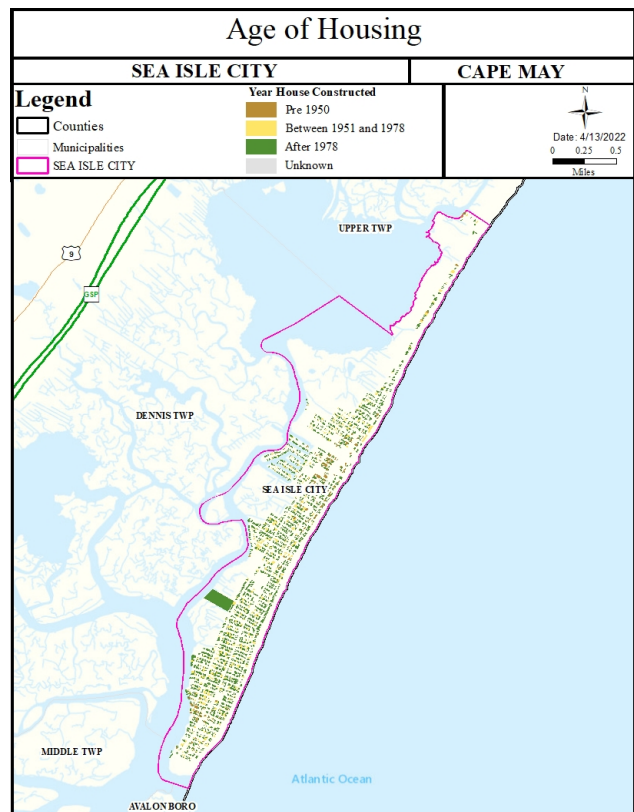 Age of Housing
SEA ISLE CITY
CAPE MAY
Legend
Counties
Municipalities
SEA ISLE CITY
Year House Constructed
Pre 1950
Between 1951 and 1978
After 1978
Unknown
N
Date: 4/13/2022
0 0.25 0.5
Miles
UPPER TWP
9
GSP
DENNIS TWP
SEA ISLE CITY
MIDDLE TWP
Atlantic Ocean
AVALON BORO